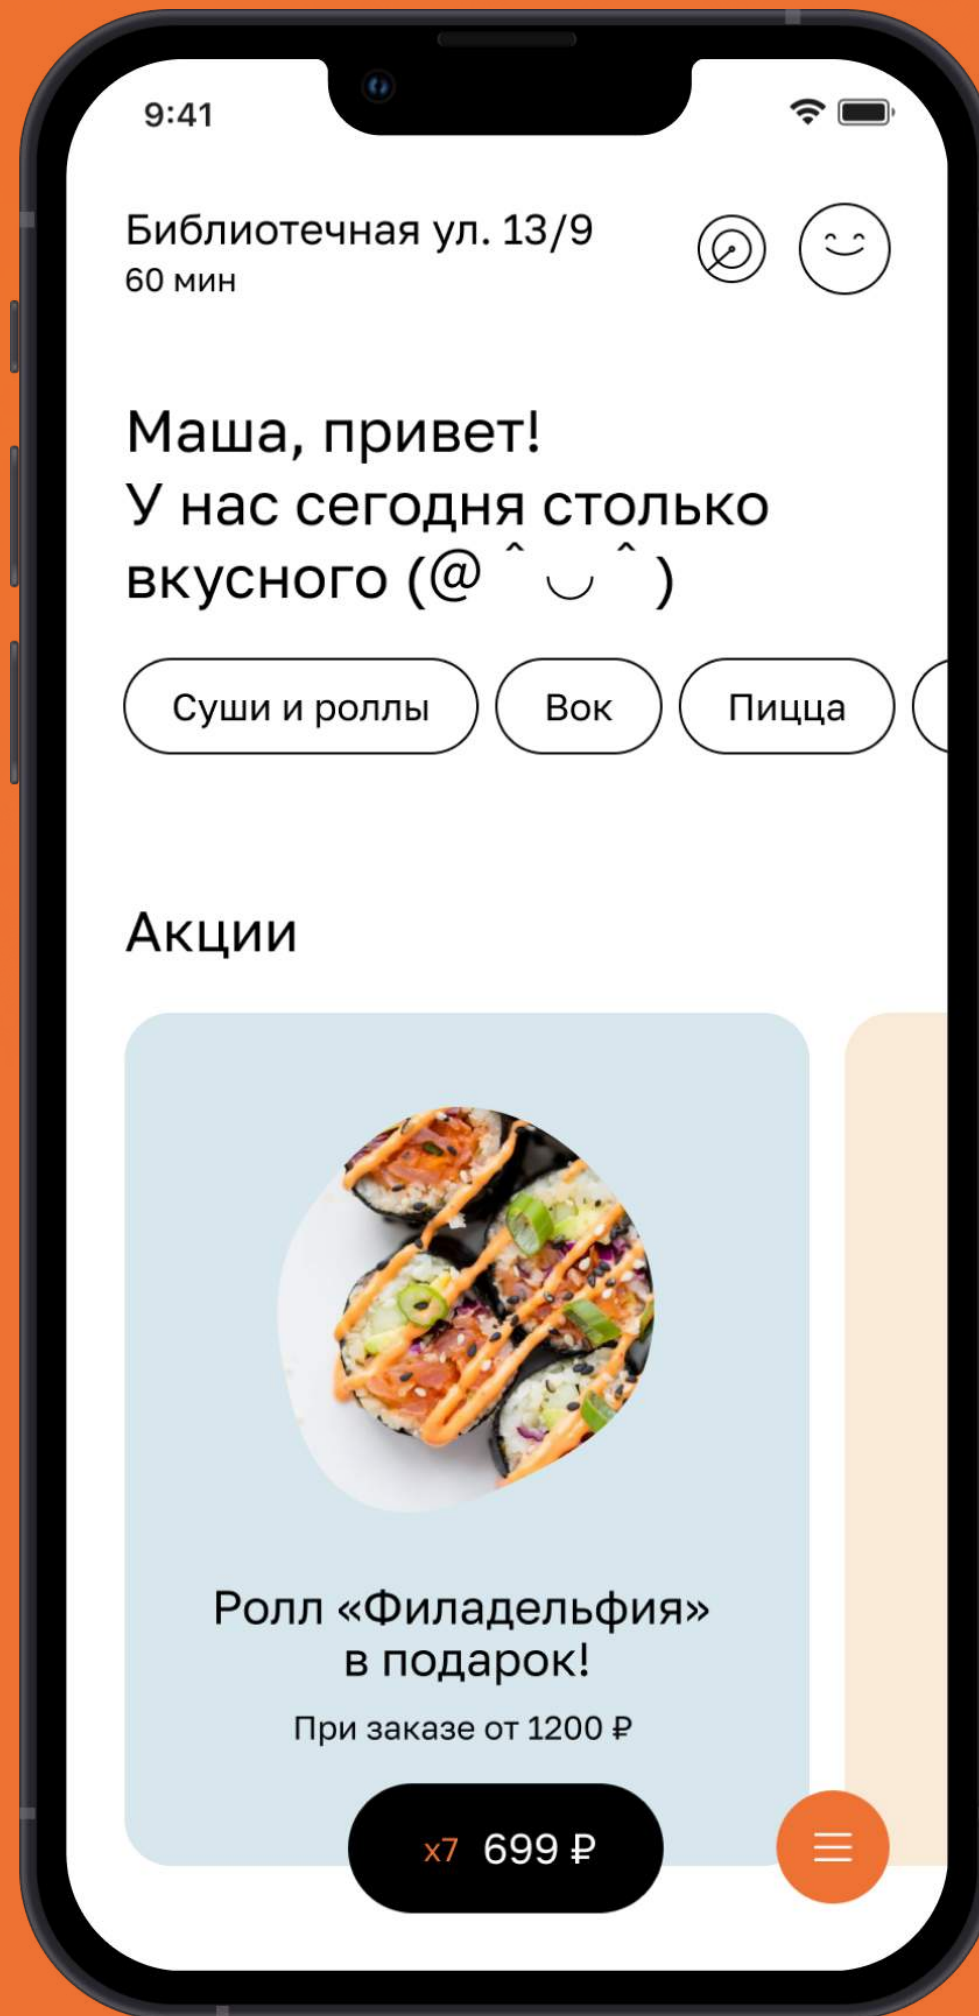 9:41
Библиотечная ул. 13/9
60 мин
Маша, привет!
У нас сегодня столько
вкусного (@ ˆ ◡ ˆ )
Суши и роллы
Вок
Пицца
Акции
Ролл «Филадельфия»
в подарок!
При заказе от 1200 ₽
x7 699 ₽